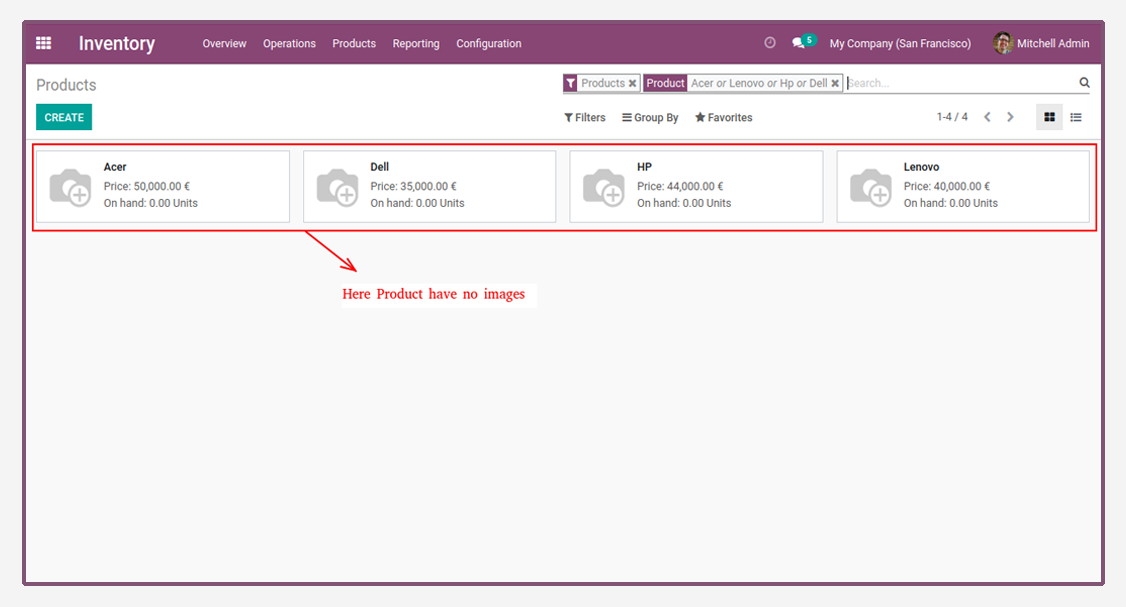 Inventory Overview Operations Products Reporting Configuration 5 My Company (San Francisco) Mitchell Admin
Products
Products ✖ Product Acer or Lenovo or Hp or Dell ✖ Search...
CREATE
Filters Group By Favorites 1-4 / 4
Acer
Price: 50,000.00 €
On hand: 0.00 Units
Dell
Price: 35,000.00 €
On hand: 0.00 Units
HP
Price: 44,000.00 €
On hand: 0.00 Units
Lenovo
Price: 40,000.00 €
On hand: 0.00 Units
Here Product have no images